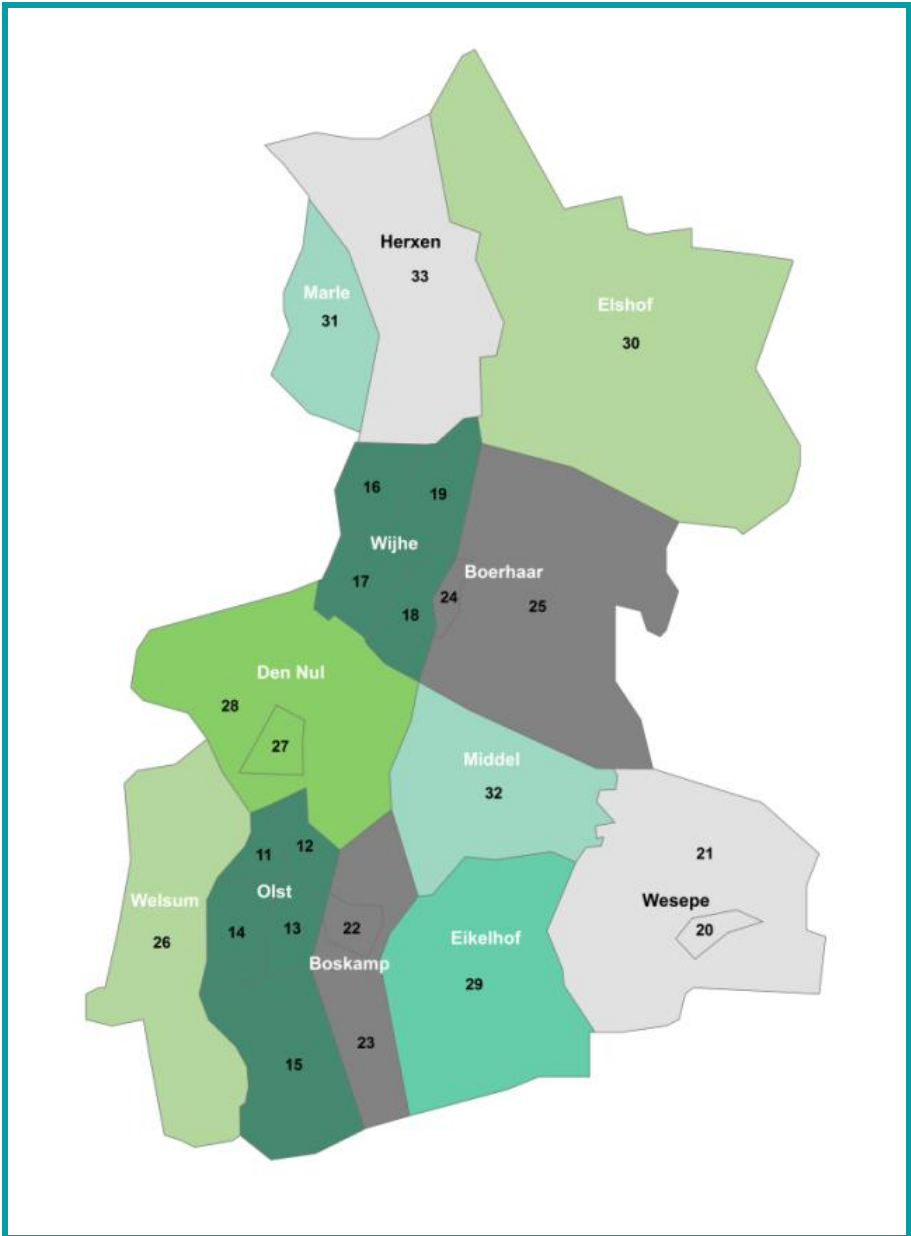 Herxen
33
Marle
31
Elshof
30
16
19
Wijhe
17
18
Boerhaar
24
25
Den Nul
28
27
Middel
32
11
12
Olst
14
13
15
Welsum
26
22
Boskamp
23
Eikelhof
29
21
Wesepe
20